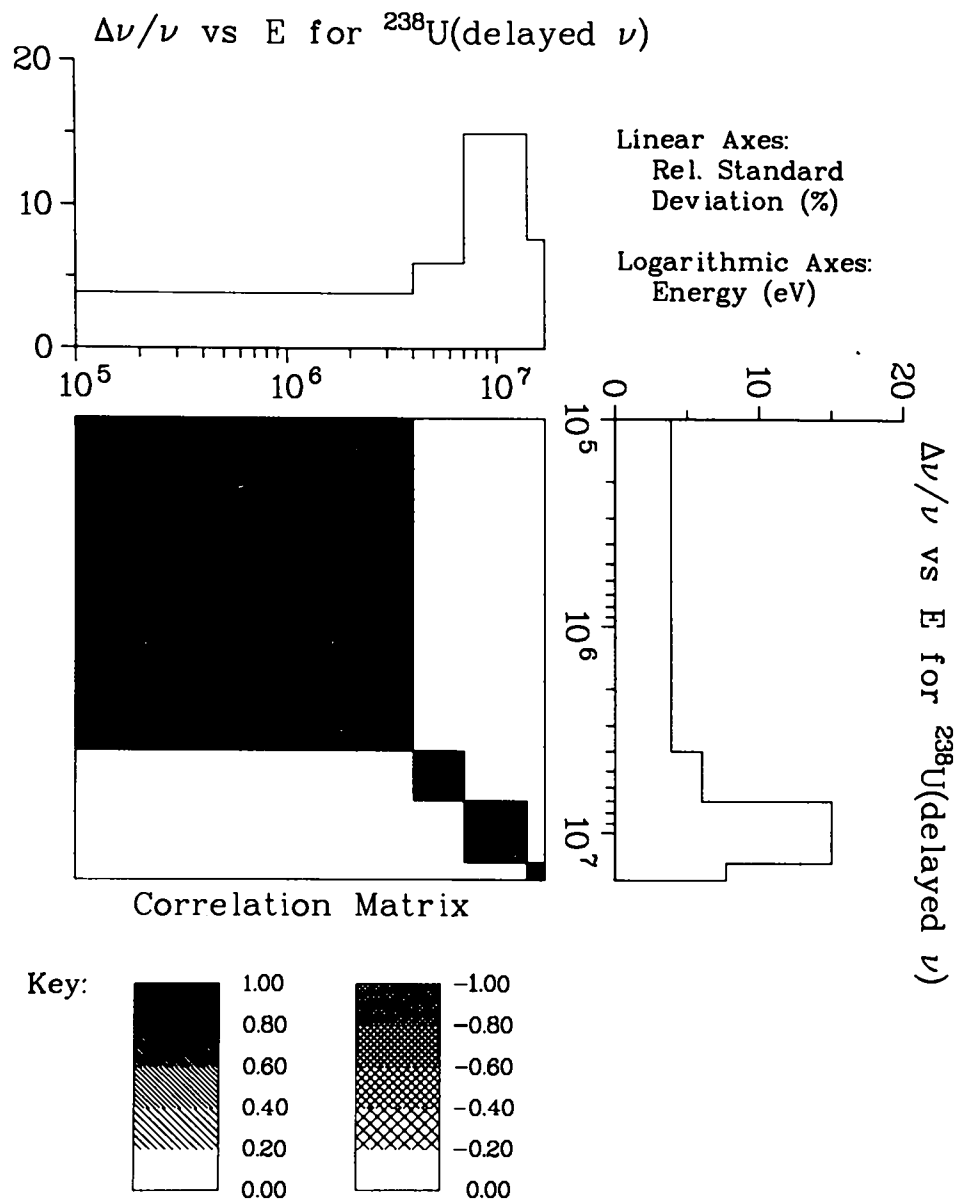 Δν/ν vs E for ²³⁸U(delayed ν)
20
10
0
10⁵ 10⁶ 10⁷
Linear Axes:
Rel. Standard
Deviation (%)
Logarithmic Axes:
Energy (eV)
0 10 20
10⁵
10⁶
10⁷
Δν/ν vs E for ²³⁸U(delayed ν)
Correlation Matrix
Key:
1.00
0.80
0.60
0.40
0.20
0.00
-1.00
-0.80
-0.60
-0.40
-0.20
0.00